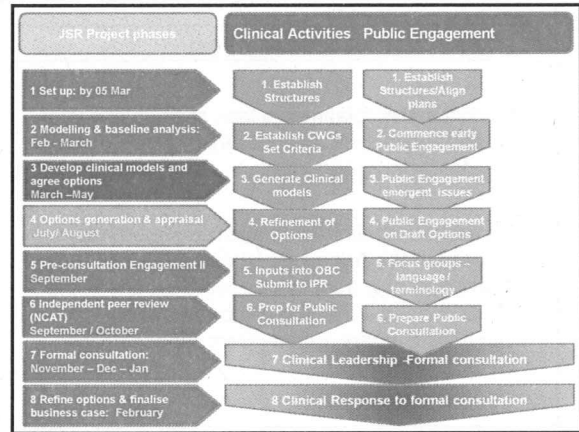 JSR Project phases
Clinical Activities Public Engagement
1 Set up: by 05 Mar
1. Establish
Structures
1. Establish
Structures/Align
plans
2 Modelling & baseline analysis:
Feb - March
2. Establish CWGs
Set Criteria
2. Commence early
Public Engagement
3 Develop clinical models and
agree options
March –May
3. Generate Clinical
models
3. Public Engagement
emergent issues
4 Options generation & appraisal
July/ August
4. Refinement of
Options
4. Public Engagement
on Draft Options
5 Pre-consultation Engagement II
September
5. Inputs into OBC
Submit to IPR
5. Focus groups –
language /
terminology
6 Independent peer review
(NCAT)
September / October
6. Prep for Public
Consultation
6. Prepare Public
Consultation
7 Formal consultation:
November – Dec – Jan
7 Clinical Leadership -Formal consultation
8 Refine options & finalise
business case: February
8 Clinical Response to formal consultation